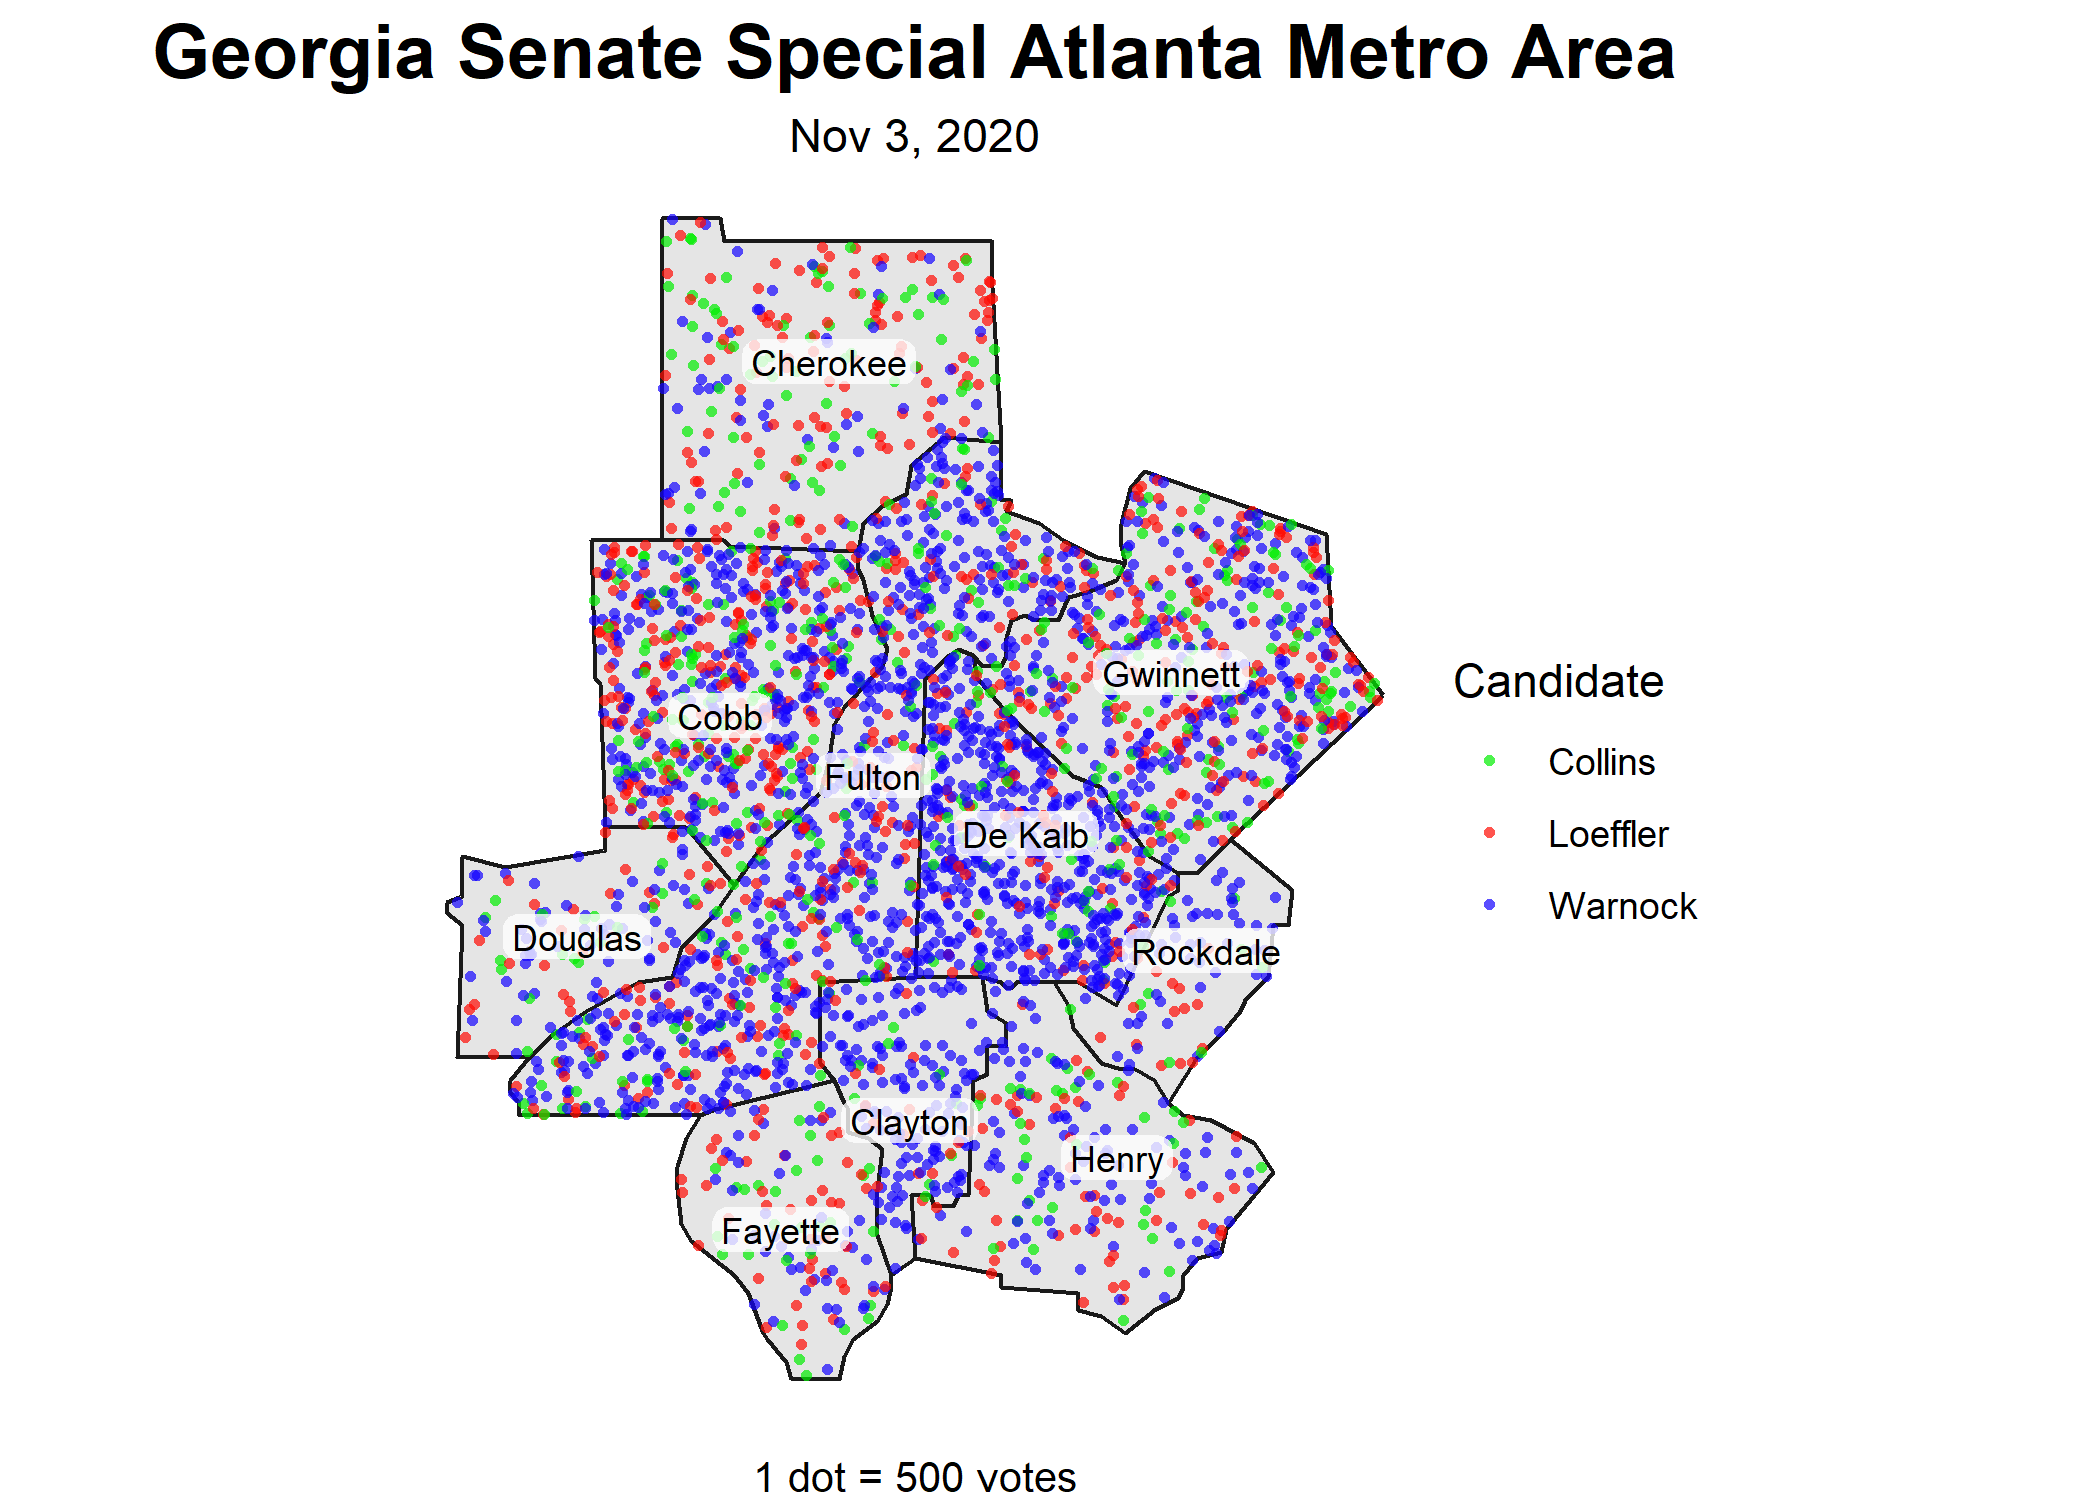 Georgia Senate Special Atlanta Metro Area
Nov 3, 2020
Cherokee
Gwinnett
Cobb
Fulton
De Kalb
Douglas
Rockdale
Clayton
Henry
Fayette
Candidate
Collins
Loeffler
Warnock
1 dot = 500 votes